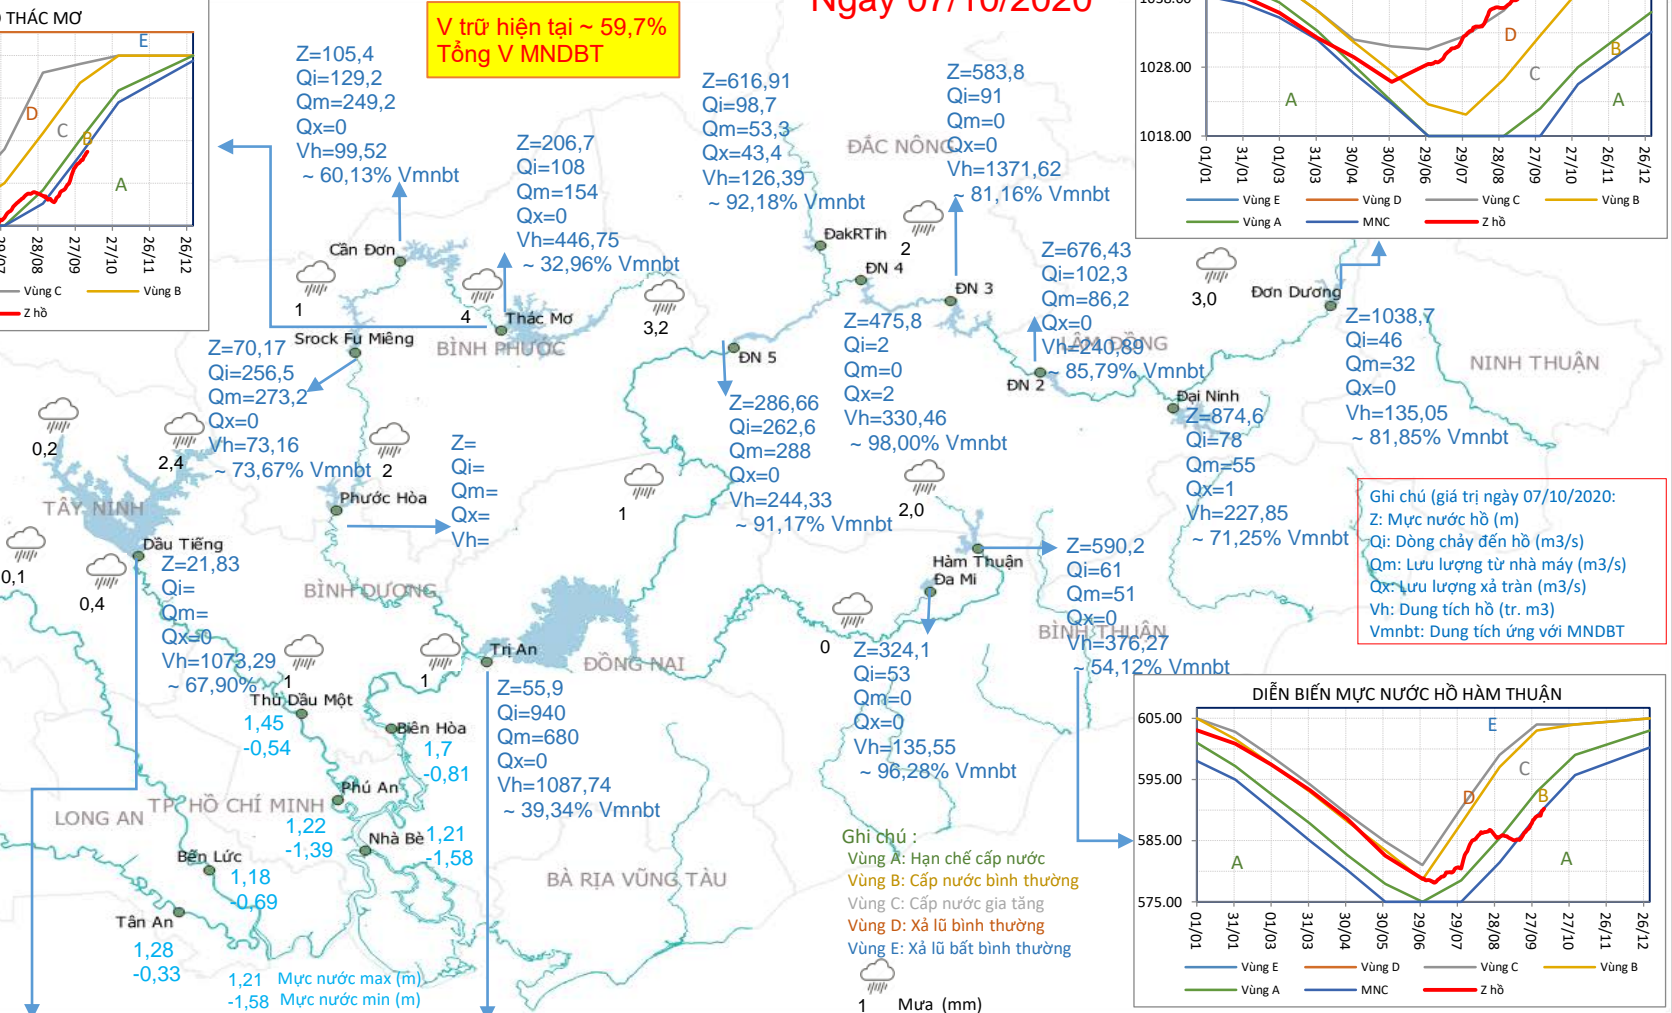 Ngày 07/10/2020
V trữ hiện tại ~ 59,7%
Tổng V MNDBT
THÁC MƠ
E
D
C
B
A
28/08
27/09
27/10
26/11
26/12
Vùng C
Vùng B
Z hồ
Z=105,4
Qi=129,2
Qm=249,2
Qx=0
Vh=99,52
~ 60,13% Vmnbt
Cần Đơn
Z=206,7
Qi=108
Qm=154
Qx=0
Vh=446,75
~ 32,96% Vmnbt
Thác Mơ
4
1
3,2
BÌNH PHƯỚC
Z=616,91
Qi=98,7
Qm=53,3
Qx=43,4
Vh=126,39
~ 92,18% Vmnbt
ĐakRTih
ĐẮC NÔNG
Z=583,8
Qi=91
Qm=0
Qx=0
Vh=1371,62
~ 81,16% Vmnbt
2
ĐN 4
ĐN 3
Z=676,43
Qi=102,3
Qm=86,2
Qx=0
Vh=240,89
~ 85,79% Vmnbt
LÂM ĐỒNG
ĐN 2
1028.00
1018.00
D
B
C
A
A
01/01
31/01
01/03
31/03
30/04
30/05
29/06
29/07
28/08
27/09
27/10
26/11
26/12
Vùng E
Vùng D
Vùng C
Vùng B
Vùng A
MNC
Z hồ
3,0
Đơn Dương
Z=1038,7
Qi=46
Qm=32
Qx=0
Vh=135,05
~ 81,85% Vmnbt
NINH THUẬN
Srock Fu Miêng
Z=70,17
Qi=256,5
Qm=273,2
Qx=0
Vh=73,16
~ 73,67% Vmnbt
Z=475,8
Qi=2
Qm=0
Qx=2
Vh=330,46
~ 98,00% Vmnbt
ĐN 5
Z=286,66
Qi=262,6
Qm=288
Qx=0
Vh=244,33
~ 91,17% Vmnbt
Đại Ninh
Z=874,6
Qi=78
Qm=55
Qx=1
Vh=227,85
~ 71,25% Vmnbt
0,2
2,4
TÂY NINH
2
Z=
Qi=
Qm=
Qx=
Vh=
Phước Hòa
1
2,0
Ghi chú (giá trị ngày 07/10/2020:
Z: Mực nước hồ (m)
Qi: Dòng chảy đến hồ (m3/s)
Qm: Lưu lượng từ nhà máy (m3/s)
Qx: Lưu lượng xả tràn (m3/s)
Vh: Dung tích hồ (tr. m3)
Vmnbt: Dung tích ứng với MNDBT
0,1
0,4
Dầu Tiếng
Z=21,83
Qi=
Qm=
Qx=0
Vh=1073,29
~ 67,90%
BÌNH DƯƠNG
Hàm Thuận
Đa Mi
Z=590,2
Qi=61
Qm=51
Qx=0
Vh=376,27
~ 54,12% Vmnbt
BÌNH THUẬN
0
Z=324,1
Qi=53
Qm=0
Qx=0
Vh=135,55
~ 96,28% Vmnbt
Trị An
ĐỒNG NAI
Z=55,9
Qi=940
Qm=680
Qx=0
Vh=1087,74
~ 39,34% Vmnbt
1
1
Thủ Dầu Một
1,45
-0,54
Biên Hòa
1,7
-0,81
Phú An
1,22
-1,39
TP. HỒ CHÍ MINH
LONG AN
Nhà Bè
1,21
-1,58
Bến Lức
1,18
-0,69
Tân An
1,28
-0,33
1,21 Mực nước max (m)
-1,58 Mực nước min (m)
BÀ RỊA VŨNG TÀU
Ghi chú :
Vùng A: Hạn chế cấp nước
Vùng B: Cấp nước bình thường
Vùng C: Cấp nước gia tăng
Vùng D: Xả lũ bình thường
Vùng E: Xả lũ bất bình thường
1 Mưa (mm)
DIỄN BIẾN MỰC NƯỚC HỒ HÀM THUẬN
605.00
595.00
585.00
575.00
E
C
D
B
A
A
01/01
31/01
01/03
31/03
30/04
30/05
29/06
29/07
28/08
27/09
27/10
26/11
26/12
Vùng E
Vùng D
Vùng C
Vùng B
Vùng A
MNC
Z hồ